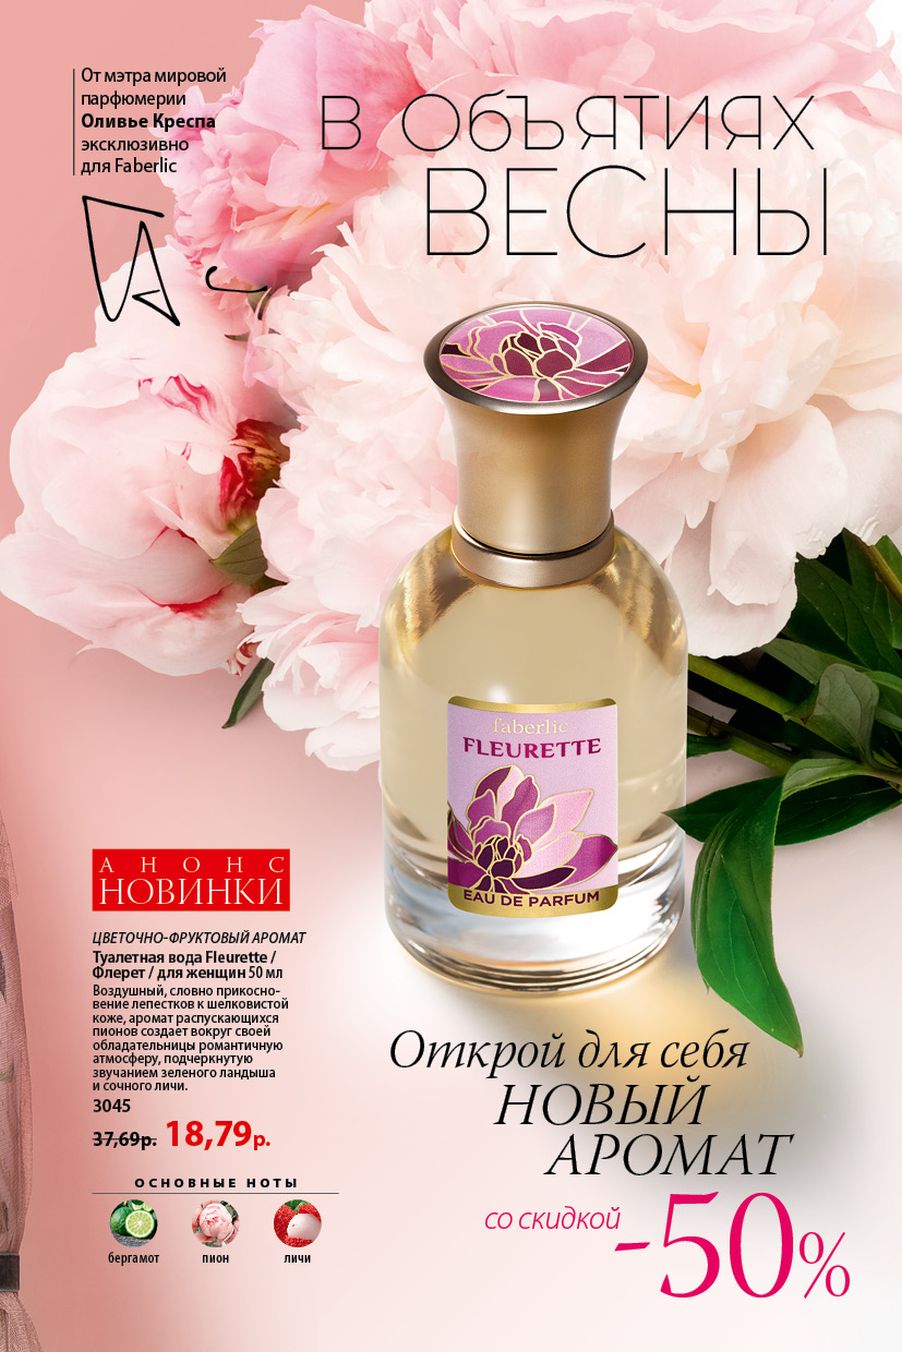 От мэтра мировой
парфюмерии
Оливье Креспа
эксклюзивно
для Faberlic
В ОБЪЯТИЯХ
ВЕСНЫ
faberlic
FLEURETTE
EAU DE PARFUM
АНОНС
НОВИНКИ
ЦВЕТОЧНО-ФРУКТОВЫЙ АРОМАТ
Туалетная вода Fleurette /
Флерет / для женщин 50 мл
Воздушный, словно прикосно-
вение лепестков к шелковистой
коже, аромат распускающихся
пионов создает вокруг своей
обладательницы романтичную
атмосферу, подчеркнутую
звучанием зеленого ландыша
и сочного личи.
3045
37,69р. 18,79р.
ОСНОВНЫЕ НОТЫ
бергамот пион личи
Открой для себя
НОВЫЙ
АРОМАТ
со скидкой
-50%